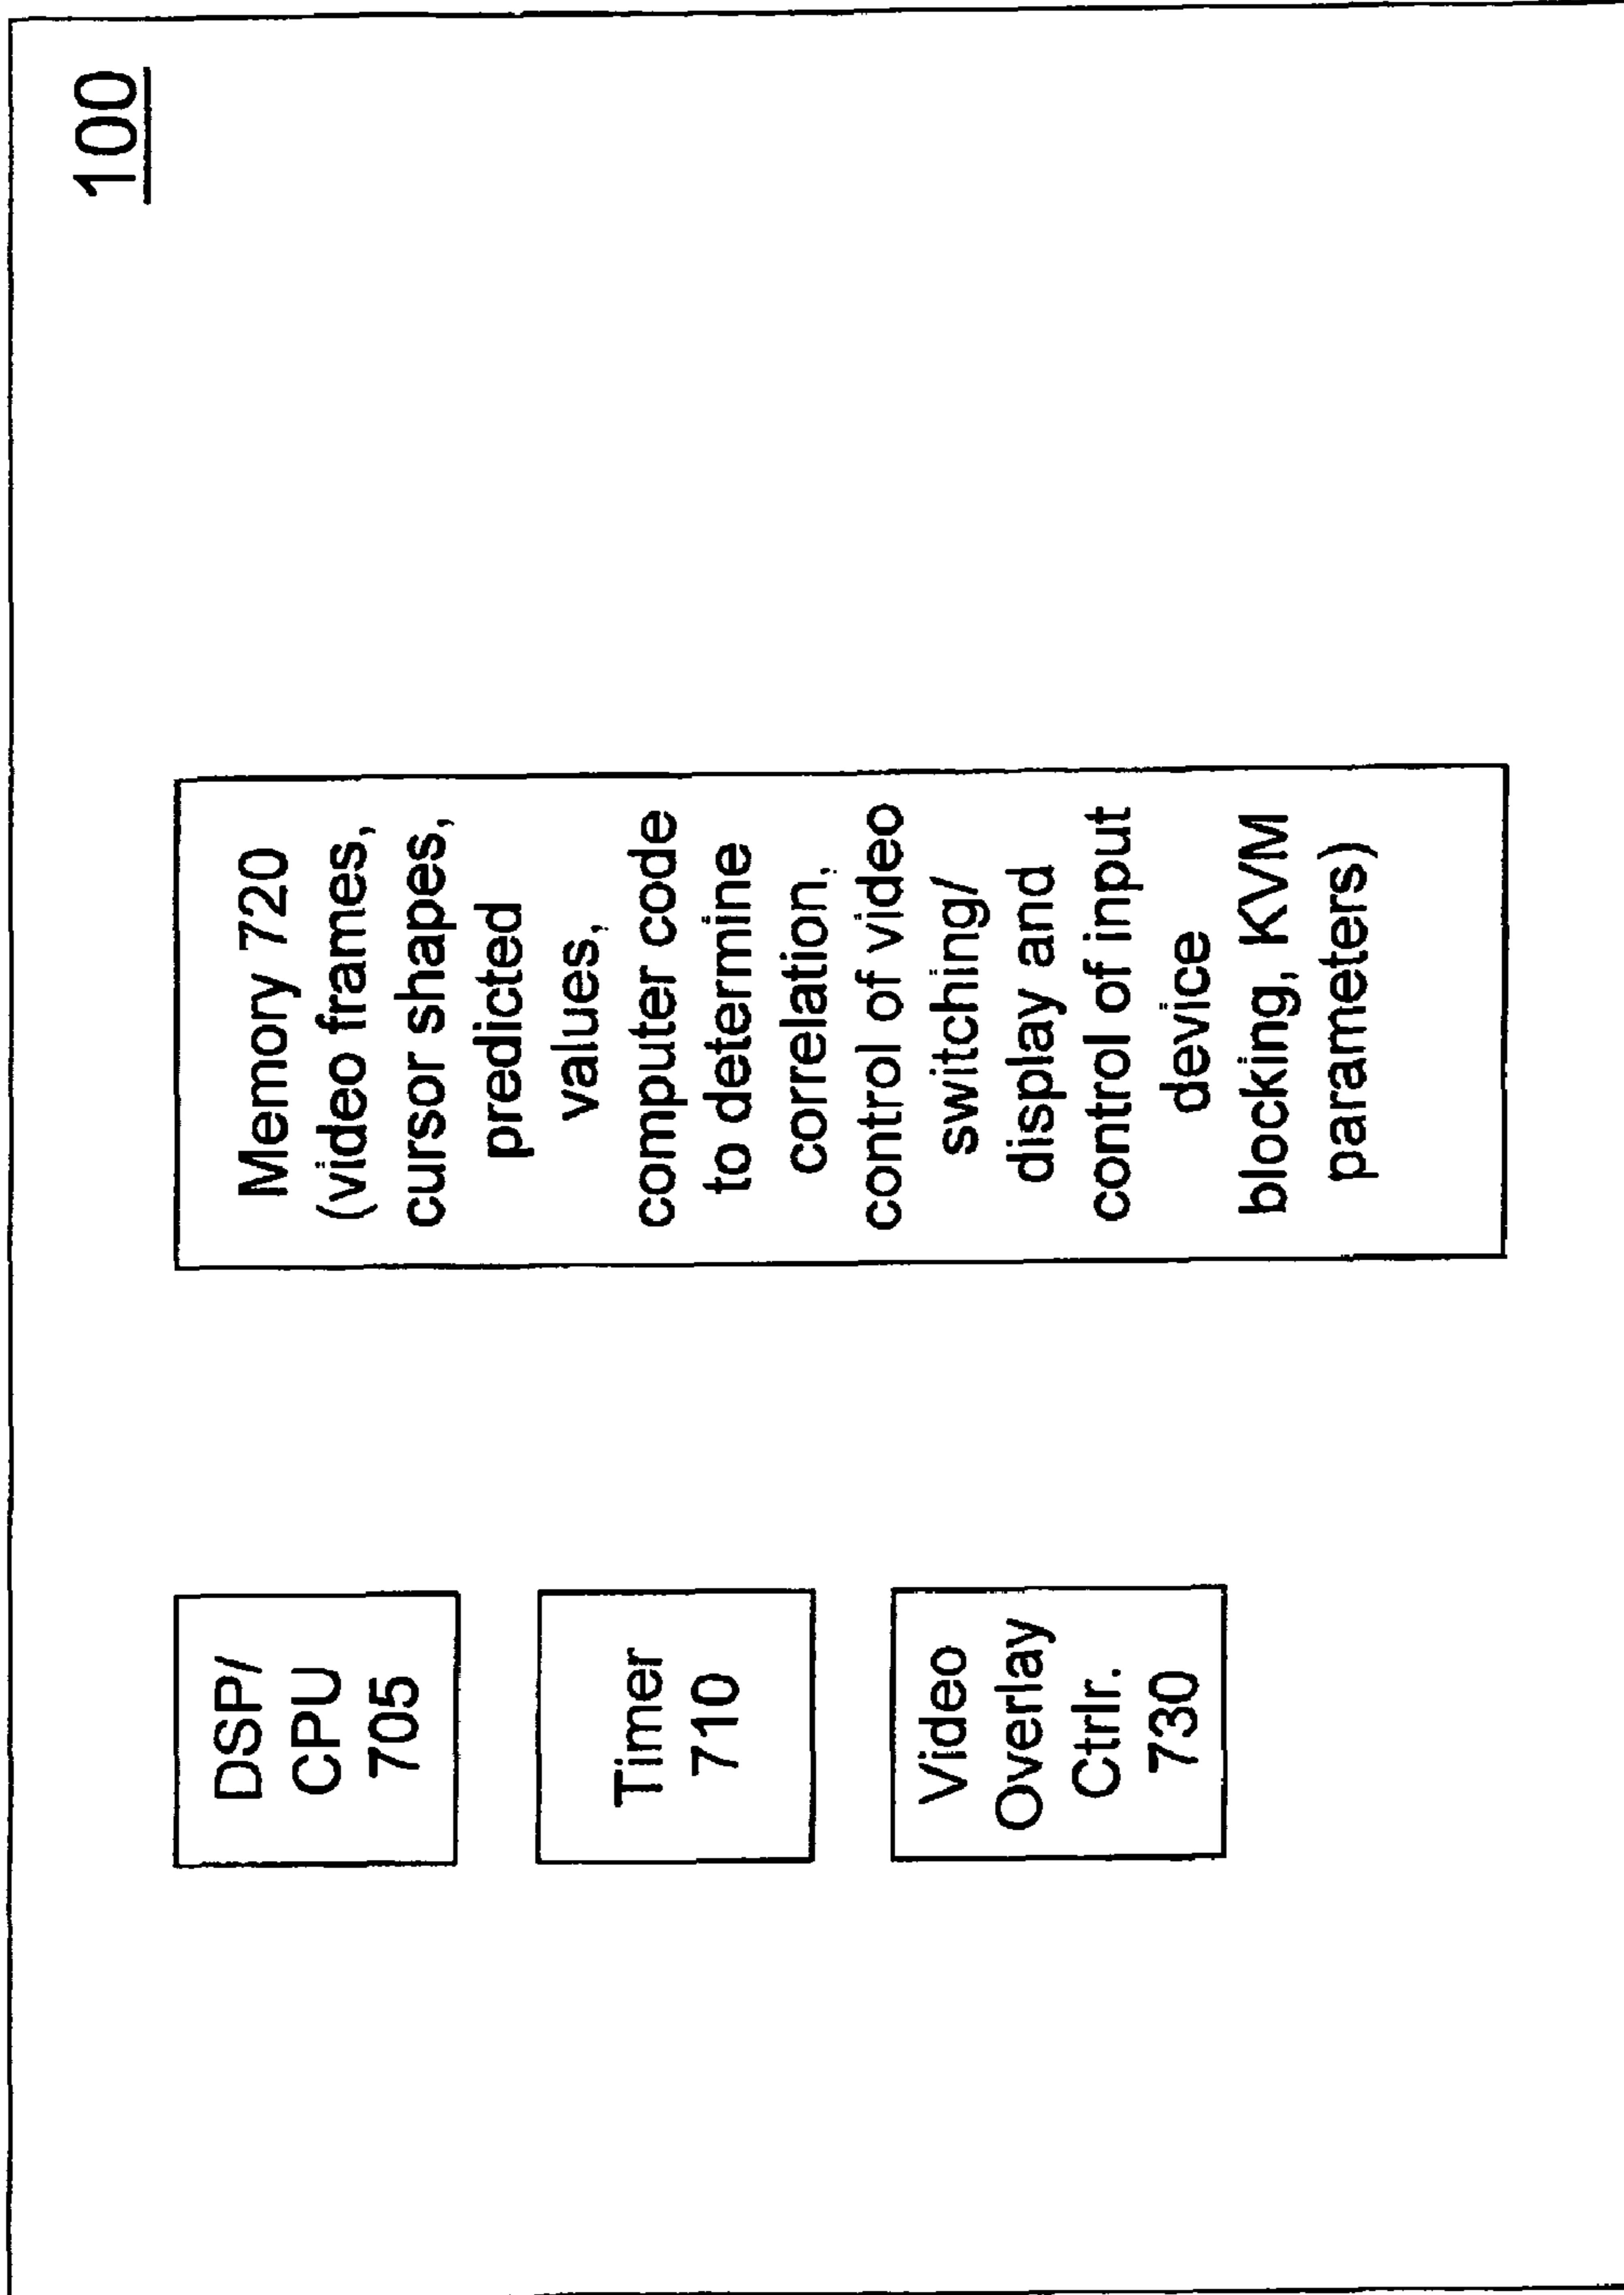 100
DSP/
CPU
705
Timer
710
Video
Overlay
Ctrlr.
730
Memory 720
(video frames,
cursor shapes,
predicted
values,
computer code
to determine
correlation,
control of video
switching/
display and
control of input
device
blocking, KVM
parameters)